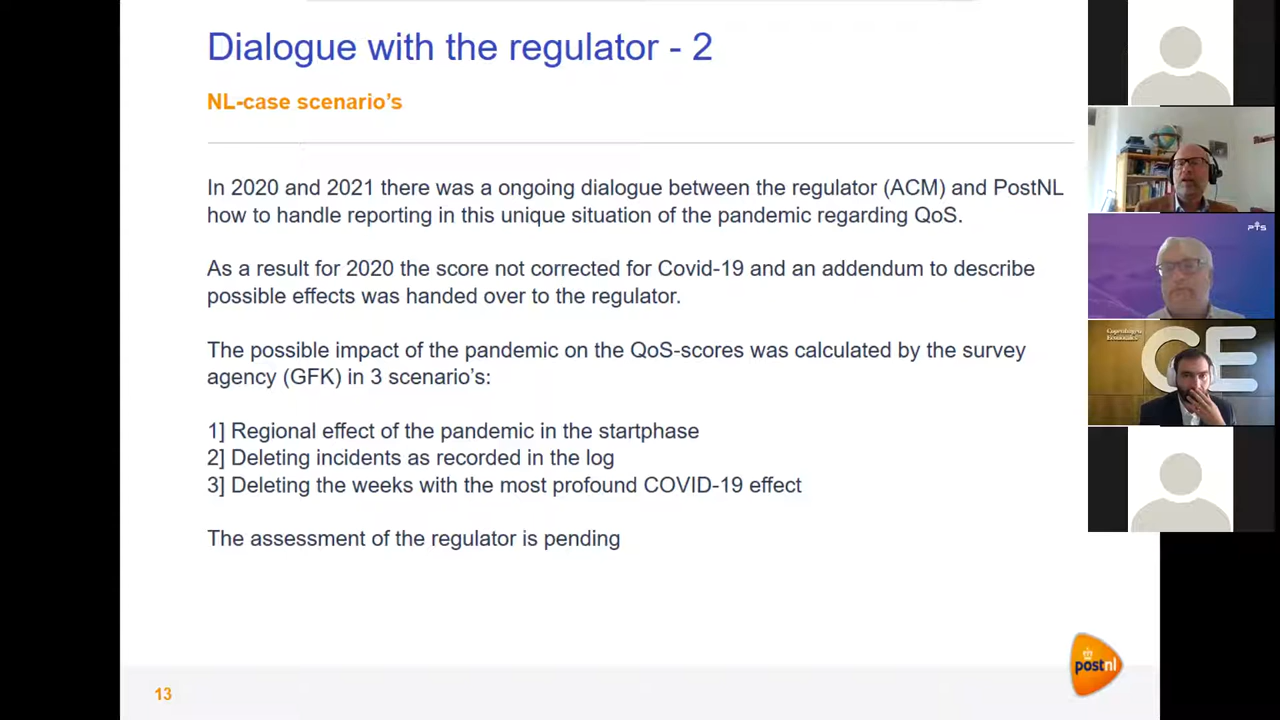 Dialogue with the regulator - 2
NL-case scenario's
In 2020 and 2021 there was a ongoing dialogue between the regulator (ACM) and PostNL
how to handle reporting in this unique situation of the pandemic regarding QoS.
As a result for 2020 the score not corrected for Covid-19 and an addendum to describe
possible effects was handed over to the regulator.
The possible impact of the pandemic on the QoS-scores was calculated by the survey
agency (GFK) in 3 scenario's:
1] Regional effect of the pandemic in the startphase
2] Deleting incidents as recorded in the log
3] Deleting the weeks with the most profound COVID-19 effect
The assessment of the regulator is pending
13
postnl
PTS
Copenhagen
Economics
CE